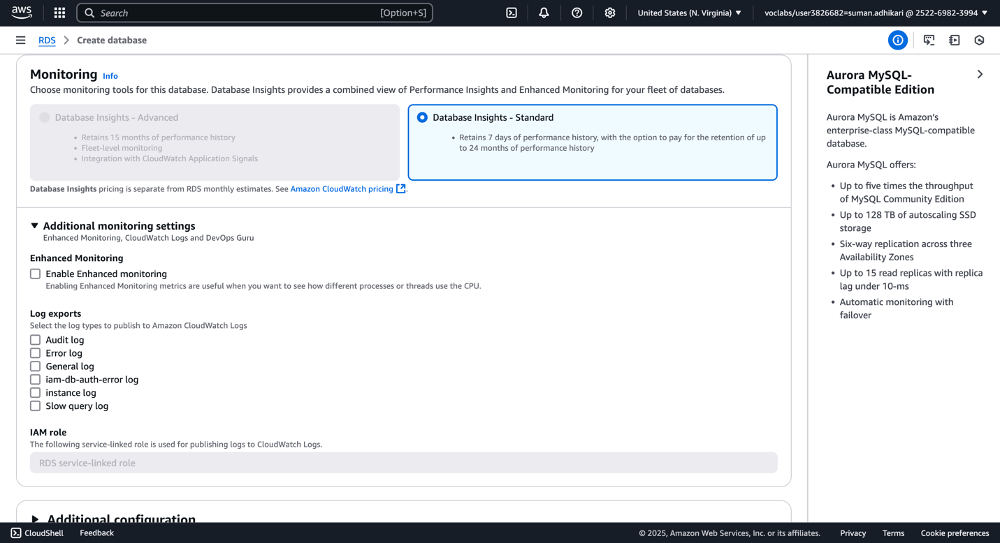 aws
Search [Option+S]
United States (N. Virginia) ▼
voclabs/user3826682=suman.adhikari @ 2522-6982-3994 ▼
RDS > Create database
Monitoring Info
Choose monitoring tools for this database. Database Insights provides a combined view of Performance Insights and Enhanced Monitoring for your fleet of databases.
Database Insights - Advanced
• Retains 15 months of performance history
• Fleet-level monitoring
• Integration with CloudWatch Application Signals
Database Insights - Standard
• Retains 7 days of performance history, with the option to pay for the retention of up
to 24 months of performance history
Database Insights pricing is separate from RDS monthly estimates. See Amazon CloudWatch pricing.
Additional monitoring settings
Enhanced Monitoring, CloudWatch Logs and DevOps Guru
Enhanced Monitoring
Enable Enhanced monitoring
Enabling Enhanced Monitoring metrics are useful when you want to see how different processes or threads use the CPU.
Log exports
Select the log types to publish to Amazon CloudWatch Logs
Audit log
Error log
General log
iam-db-auth-error log
instance log
Slow query log
IAM role
The following service-linked role is used for publishing logs to CloudWatch Logs.
RDS service-linked role
Additional configuration
Aurora MySQL-
Compatible Edition
Aurora MySQL is Amazon's
enterprise-class MySQL-compatible
database.
Aurora MySQL offers:
• Up to five times the throughput
of MySQL Community Edition
• Up to 128 TB of autoscaling SSD
storage
• Six-way replication across three
Availability Zones
• Up to 15 read replicas with replica
lag under 10-ms
• Automatic monitoring with
failover
CloudShell Feedback
© 2025, Amazon Web Services, Inc. or its affiliates. Privacy Terms Cookie preferences